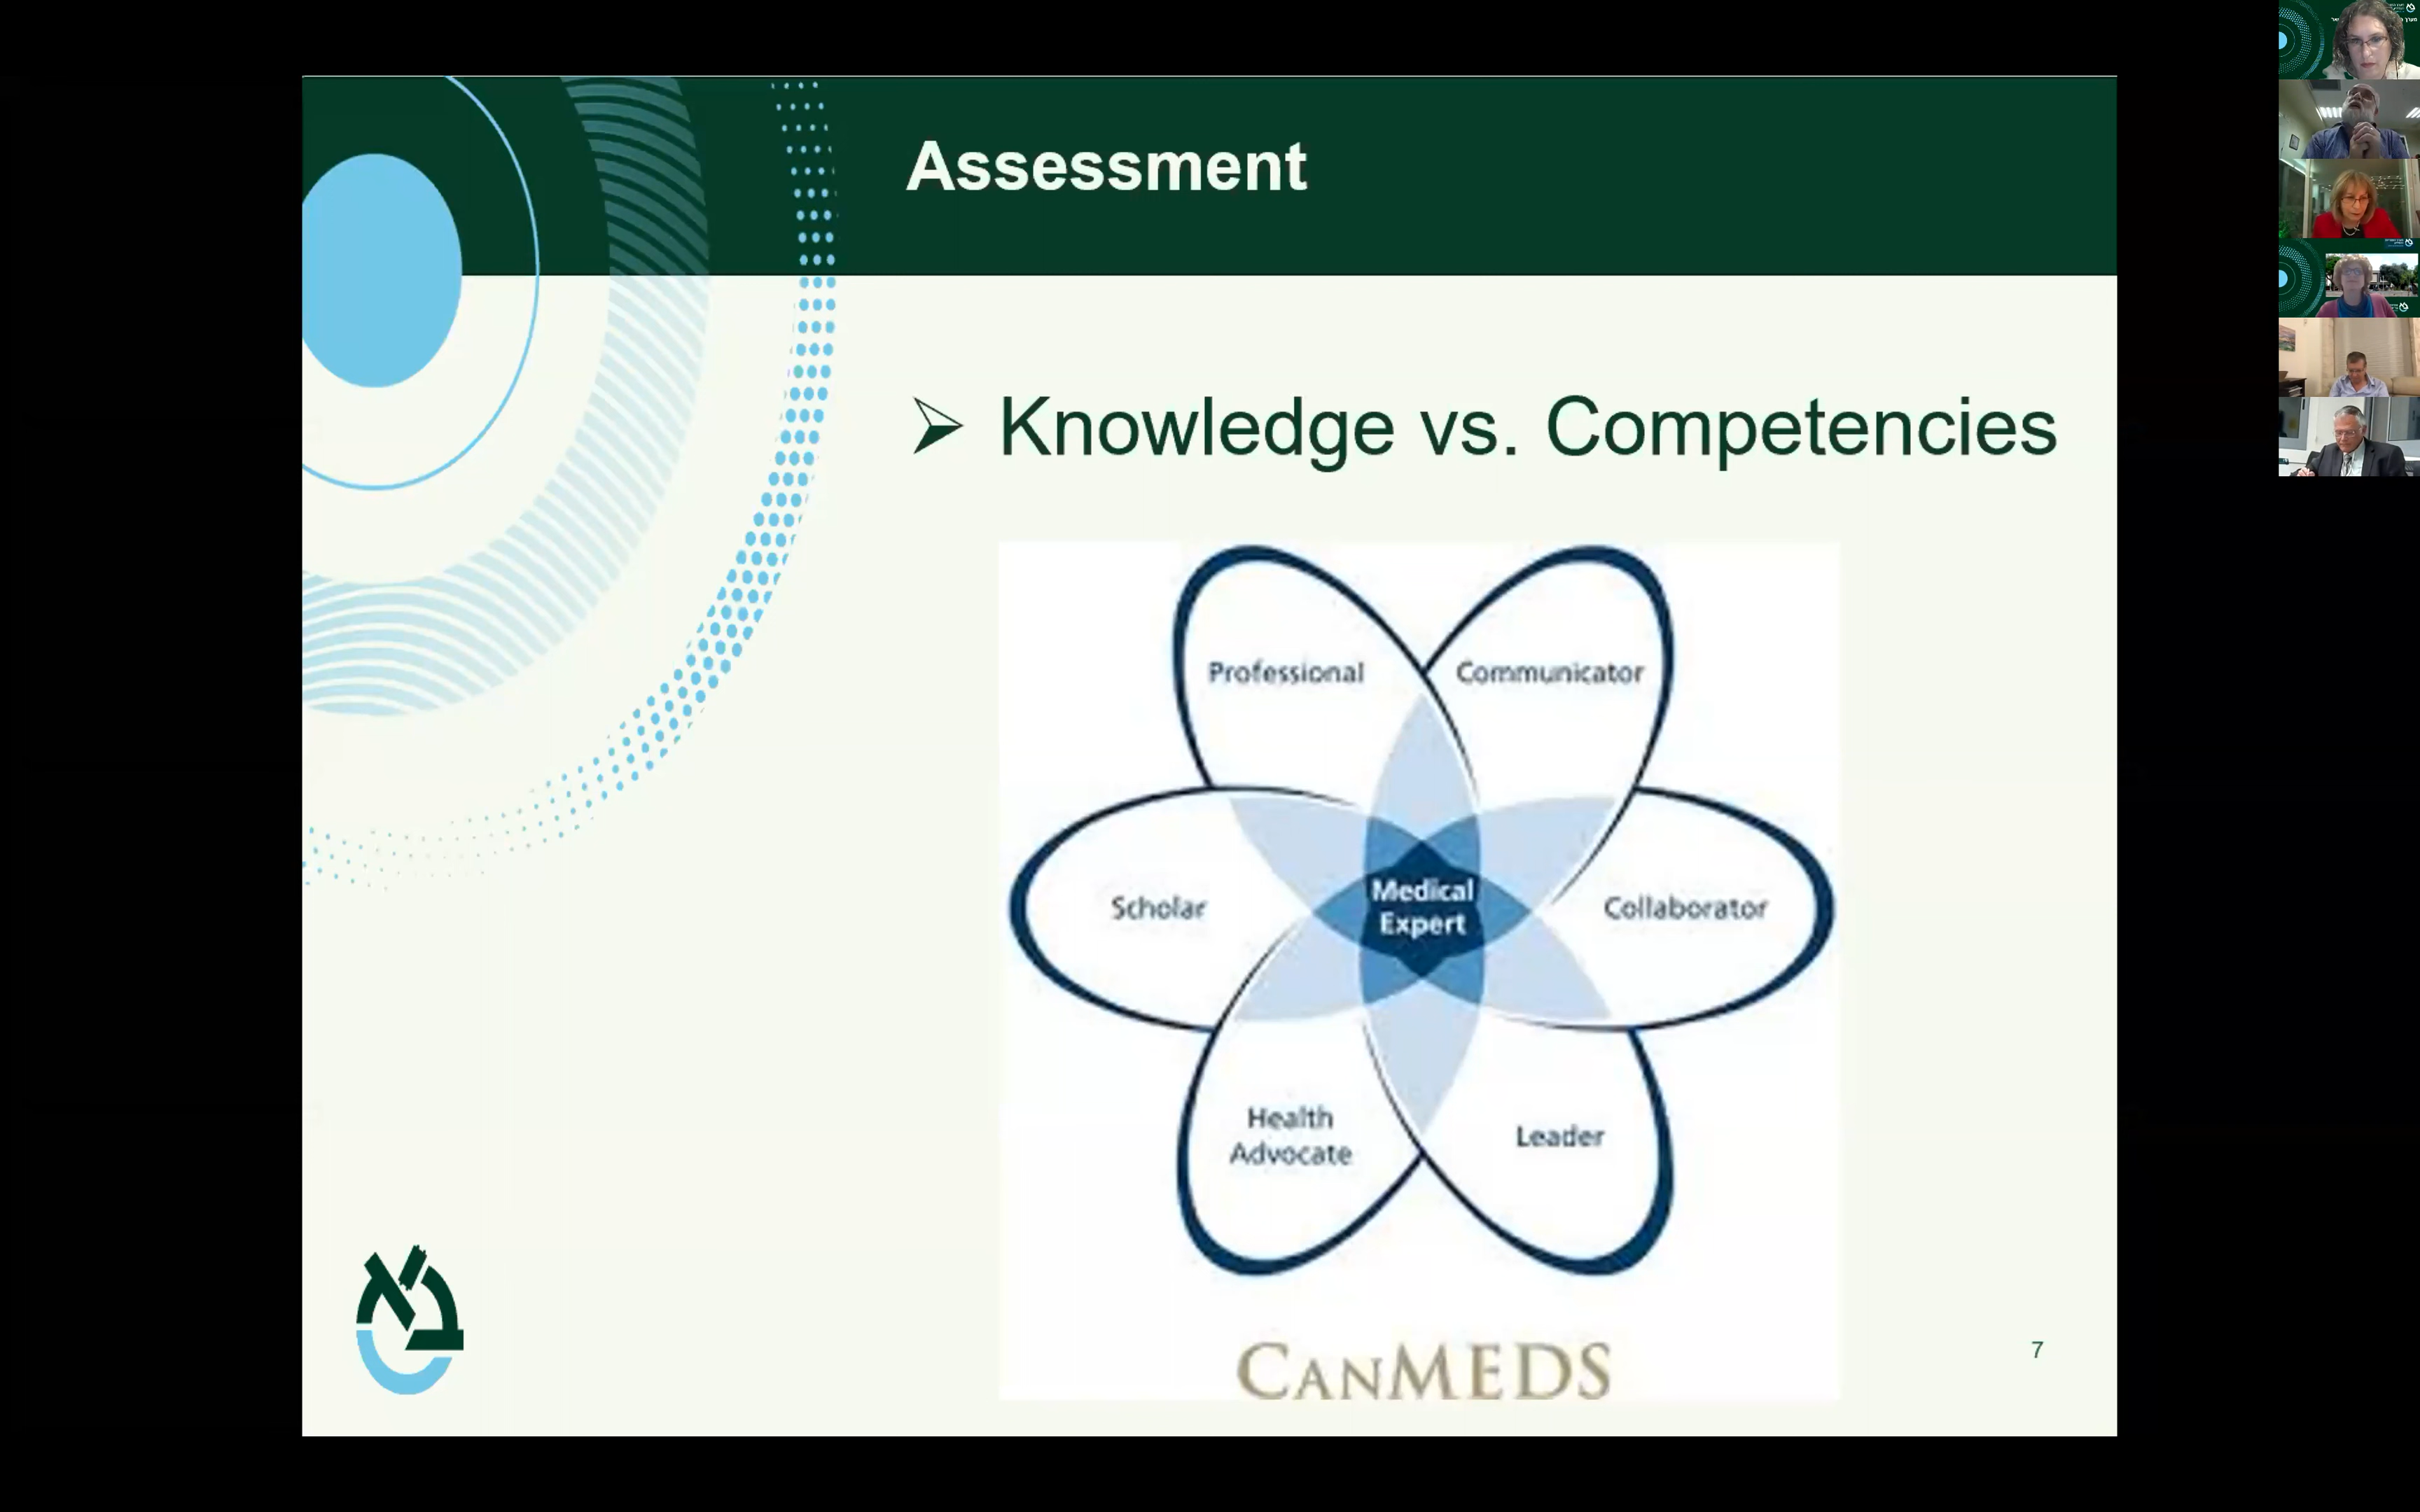 Assessment
Knowledge vs. Competencies
Professional
Communicator
Scholar
Medical
Expert
Collaborator
Health
Advocate
Leader
CANMEDS
7